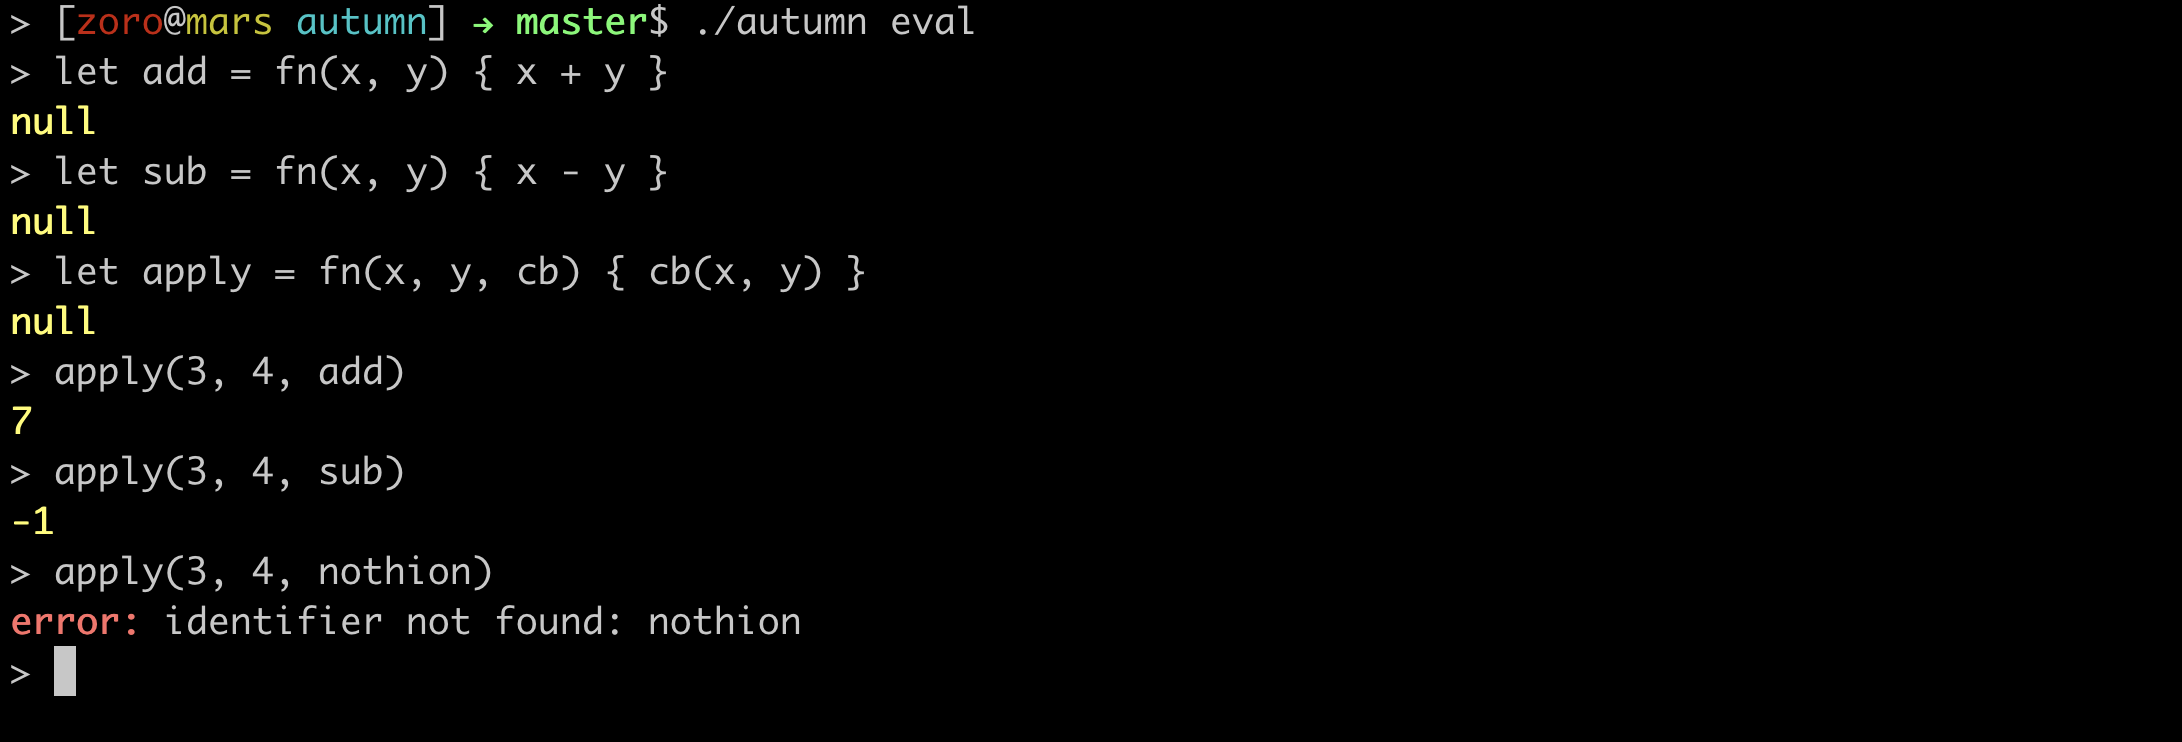 > [zoro@mars autumn] → master$ ./autumn eval
> let add = fn(x, y) { x + y }
null
> let sub = fn(x, y) { x - y }
null
> let apply = fn(x, y, cb) { cb(x, y) }
null
> apply(3, 4, add)
7
> apply(3, 4, sub)
-1
> apply(3, 4, nothion)
error: identifier not found: nothion
>